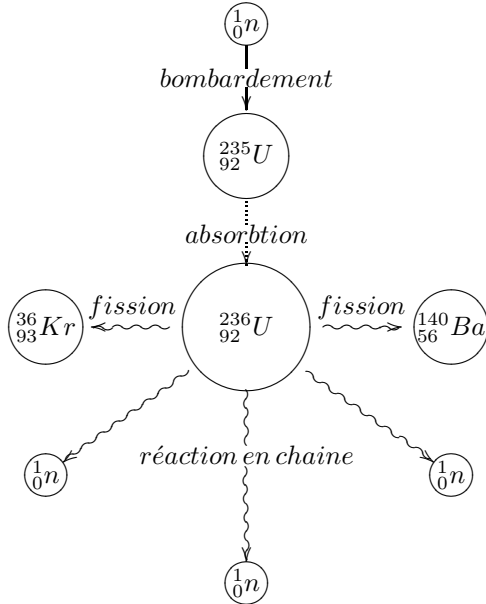 ¹₀n
bombardement
²³⁵₉₂U
absorbtion
fission fission
³⁶₉₃Kr ²³⁶₉₂U ¹⁴⁰₅₆Ba
réaction en chaine
¹₀n ¹₀n
¹₀n